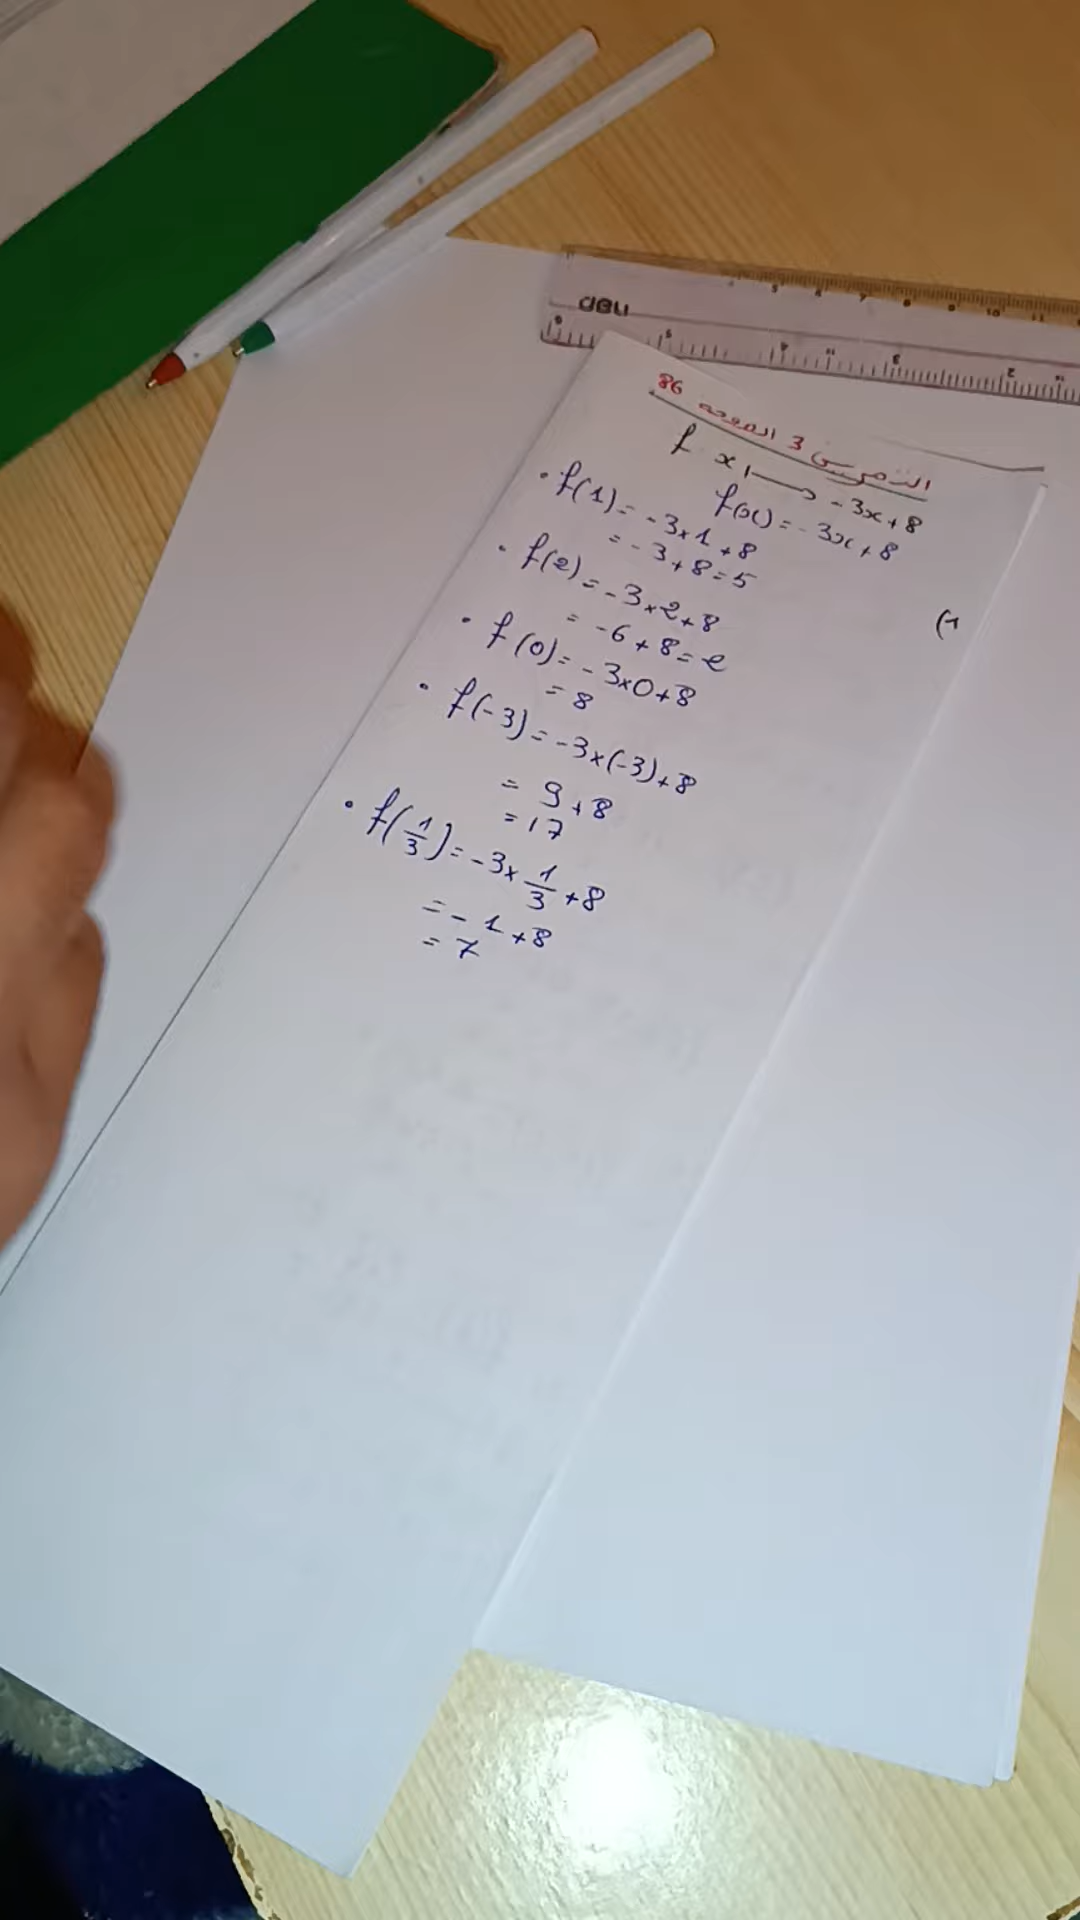 deli
التمرين 3 الصفحة 86
f x ⟼ -3x+8
f(x) = -3x+8
(1
• f(1) = -3×1+8
= -3+8=5
• f(2) = -3×2+8
= -6+8=2
• f(0) = -3×0+8
= 8
• f(-3) = -3×(-3)+8
= 9+8
= 17
• f(1/3) = -3×1/3+8
= -1+8
= 7